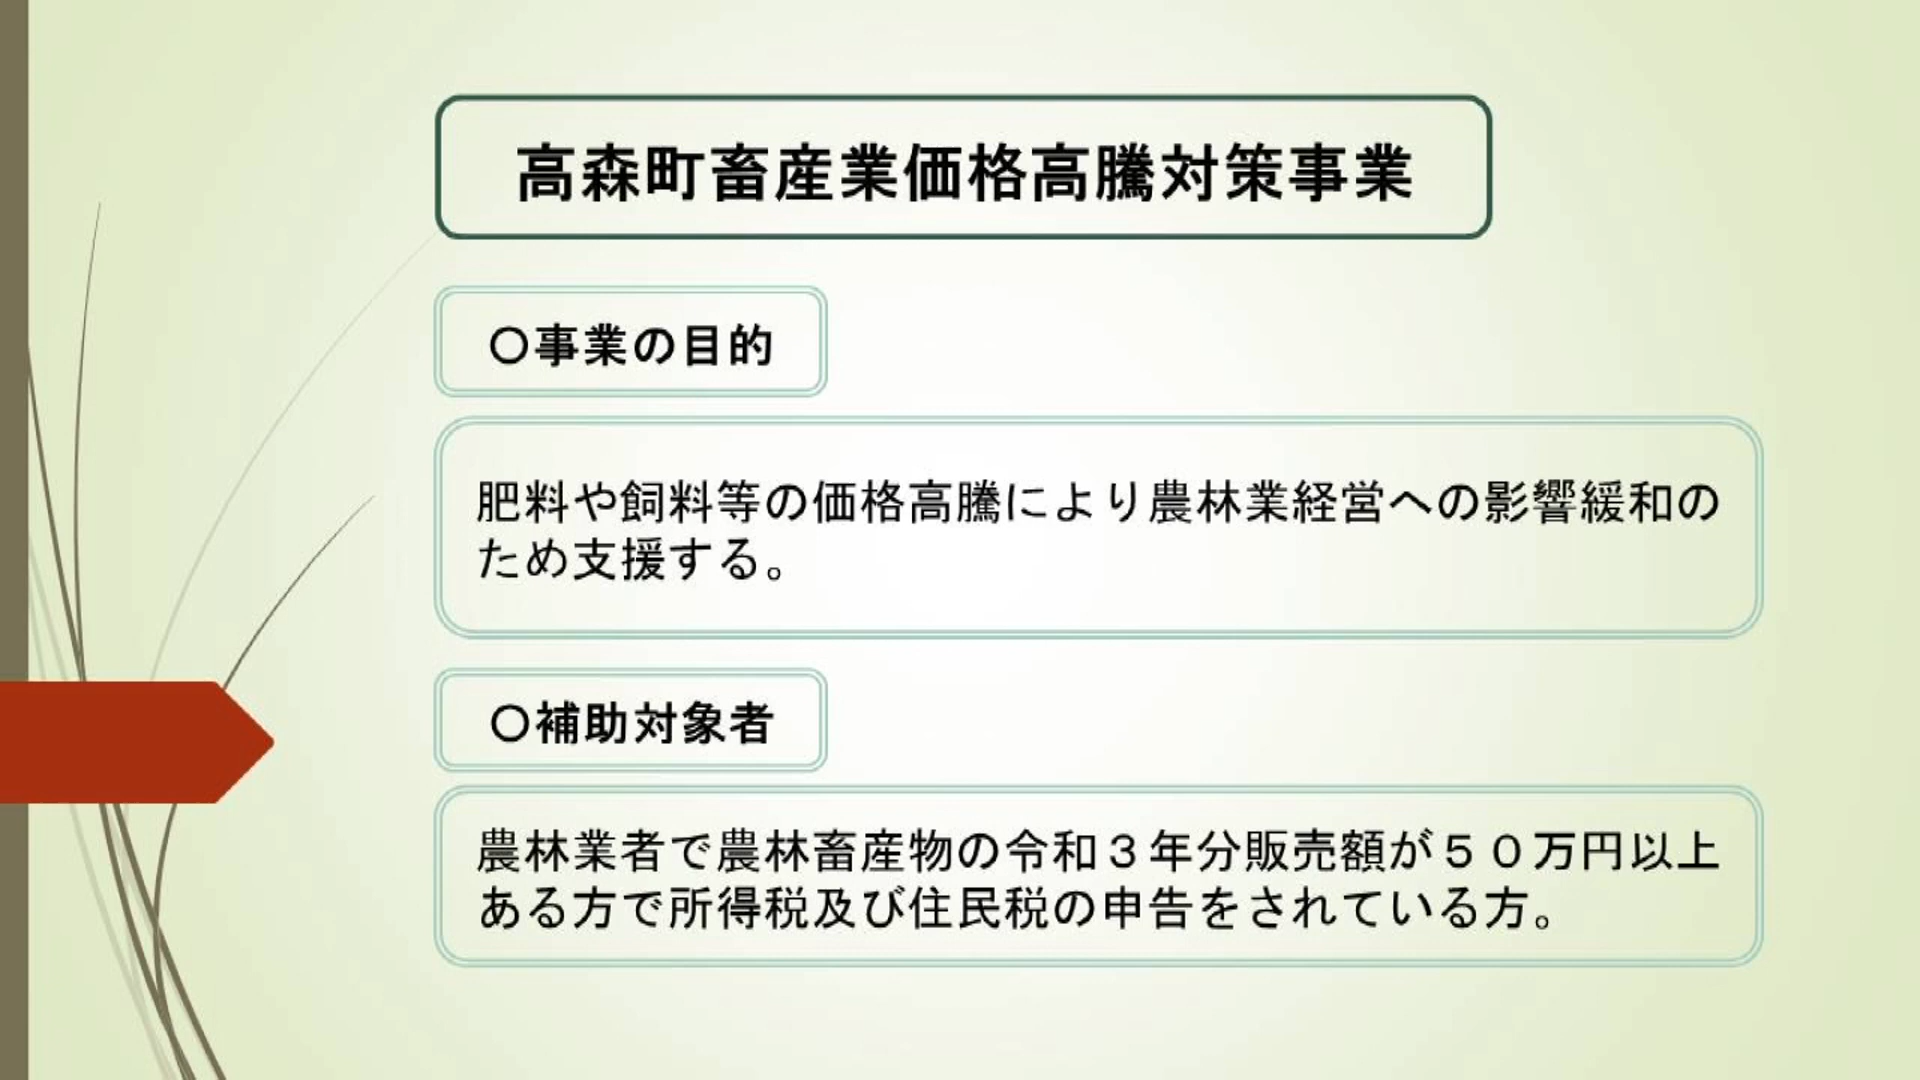 高森町畜産業価格高騰対策事業
〇事業の目的
肥料や飼料等の価格高騰により農林業経営への影響緩和の
ため支援する。
〇補助対象者
農林業者で農林畜産物の令和３年分販売額が５０万円以上
ある方で所得税及び住民税の申告をされている方。